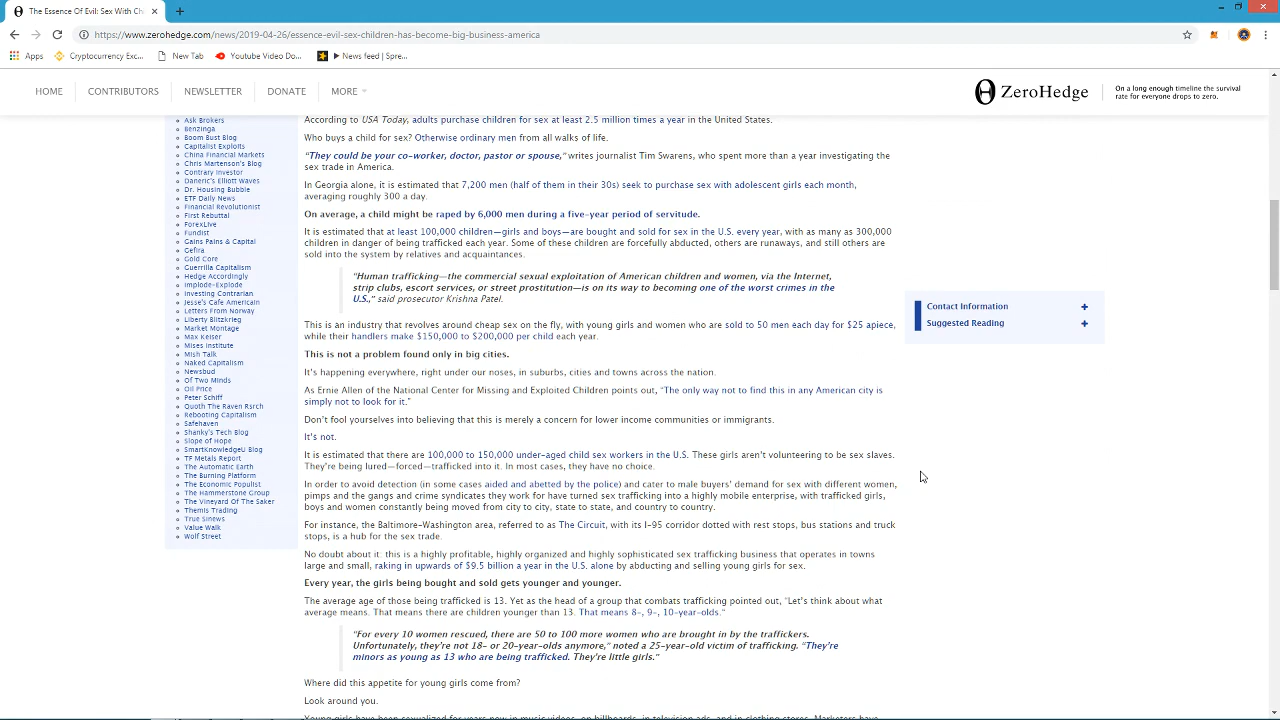 The Essence Of Evil: Sex With Ch
https://www.zerohedge.com/news/2019-04-26/essence-evil-sex-children-has-become-big-business-america
Apps
Cryptocurrency Exc...
New Tab
Youtube Video Do...
► News feed | Spre...
HOME
CONTRIBUTORS
NEWSLETTER
DONATE
MORE
ZeroHedge
On a long enough timeline the survival
rate for everyone drops to zero.
Ask Brokers
Benzinga
Boom Bust Blog
Capitalist Exploits
China Financial Markets
Chris Martenson's Blog
Contrary Investor
Daneric's Elliott Waves
Dr. Housing Bubble
ETF Daily News
Financial Revolutionist
First Rebuttal
ForexLive
Fundist
Gains Pains & Capital
Gefira
Gold Core
Guerrilla Capitalism
Hedge Accordingly
Implode-Explode
Investing Contrarian
Jesse's Cafe Americain
Letters From Norway
Liberty Blitzkrieg
Market Montage
Max Keiser
Mises Institute
Mish Talk
Naked Capitalism
Newsbud
Of Two Minds
Oil Price
Peter Schiff
Quoth The Raven Rsrch
Rebooting Capitalism
Safehaven
Shanky's Tech Blog
Slope of Hope
SmartKnowledgeU Blog
TF Metals Report
The Automatic Earth
The Burning Platform
The Economic Populist
The Hammerstone Group
The Vineyard Of The Saker
Themis Trading
True Sinews
Value Walk
Wolf Street
According to USA Today, adults purchase children for sex at least 2.5 million times a year in the United States.
Who buys a child for sex? Otherwise ordinary men from all walks of life.
“They could be your co-worker, doctor, pastor or spouse,” writes journalist Tim Swarens, who spent more than a year investigating the
sex trade in America.
In Georgia alone, it is estimated that 7,200 men (half of them in their 30s) seek to purchase sex with adolescent girls each month,
averaging roughly 300 a day.
On average, a child might be raped by 6,000 men during a five-year period of servitude.
It is estimated that at least 100,000 children—girls and boys—are bought and sold for sex in the U.S. every year, with as many as 300,000
children in danger of being trafficked each year. Some of these children are forcefully abducted, others are runaways, and still others are
sold into the system by relatives and acquaintances.
“Human trafficking—the commercial sexual exploitation of American children and women, via the Internet,
strip clubs, escort services, or street prostitution—is on its way to becoming one of the worst crimes in the
U.S.,” said prosecutor Krishna Patel.
This is an industry that revolves around cheap sex on the fly, with young girls and women who are sold to 50 men each day for $25 apiece,
while their handlers make $150,000 to $200,000 per child each year.
This is not a problem found only in big cities.
It's happening everywhere, right under our noses, in suburbs, cities and towns across the nation.
As Ernie Allen of the National Center for Missing and Exploited Children points out, “The only way not to find this in any American city is
simply not to look for it.”
Don't fool yourselves into believing that this is merely a concern for lower income communities or immigrants.
It's not.
It is estimated that there are 100,000 to 150,000 under-aged child sex workers in the U.S. These girls aren't volunteering to be sex slaves.
They're being lured—forced—trafficked into it. In most cases, they have no choice.
In order to avoid detection (in some cases aided and abetted by the police) and cater to male buyers' demand for sex with different women,
pimps and the gangs and crime syndicates they work for have turned sex trafficking into a highly mobile enterprise, with trafficked girls,
boys and women constantly being moved from city to city, state to state, and country to country.
For instance, the Baltimore-Washington area, referred to as The Circuit, with its I-95 corridor dotted with rest stops, bus stations and truck
stops, is a hub for the sex trade.
No doubt about it: this is a highly profitable, highly organized and highly sophisticated sex trafficking business that operates in towns
large and small, raking in upwards of $9.5 billion a year in the U.S. alone by abducting and selling young girls for sex.
Every year, the girls being bought and sold gets younger and younger.
The average age of those being trafficked is 13. Yet as the head of a group that combats trafficking pointed out, “Let's think about what
average means. That means there are children younger than 13. That means 8-, 9-, 10-year-olds.”
“For every 10 women rescued, there are 50 to 100 more women who are brought in by the traffickers.
Unfortunately, they're not 18- or 20-year-olds anymore,” noted a 25-year-old victim of trafficking. “They're
minors as young as 13 who are being trafficked. They're little girls.”
Where did this appetite for young girls come from?
Look around you.
Young girls have been sexualized for years now in music videos, on billboards, in television ads, and in clothing stores. Marketers have
Contact Information
Suggested Reading